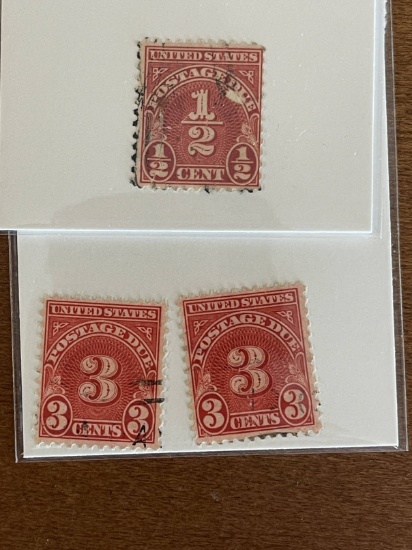 UNITED STATES
POSTAGE DUE
1/2
1/2 1/2
CENT
UNITED STATES
POSTAGE DUE
3
3 CENTS
A
UNITED STATES
POSTAGE DUE
3
3 CENTS 3